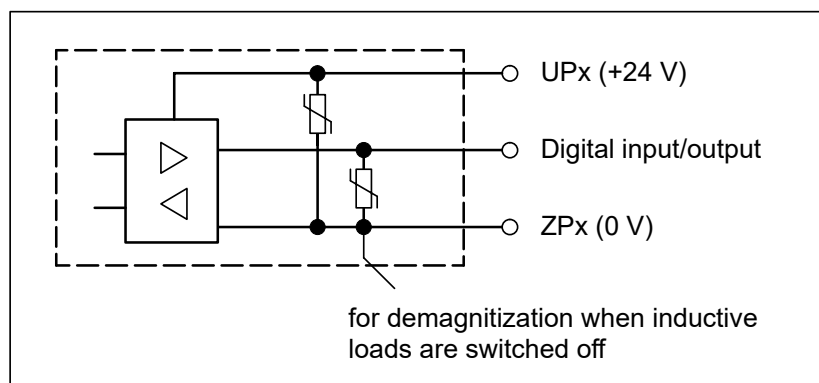 UPx (+24 V)
Digital input/output
ZPx (0 V)
for demagnitization when inductive
loads are switched off